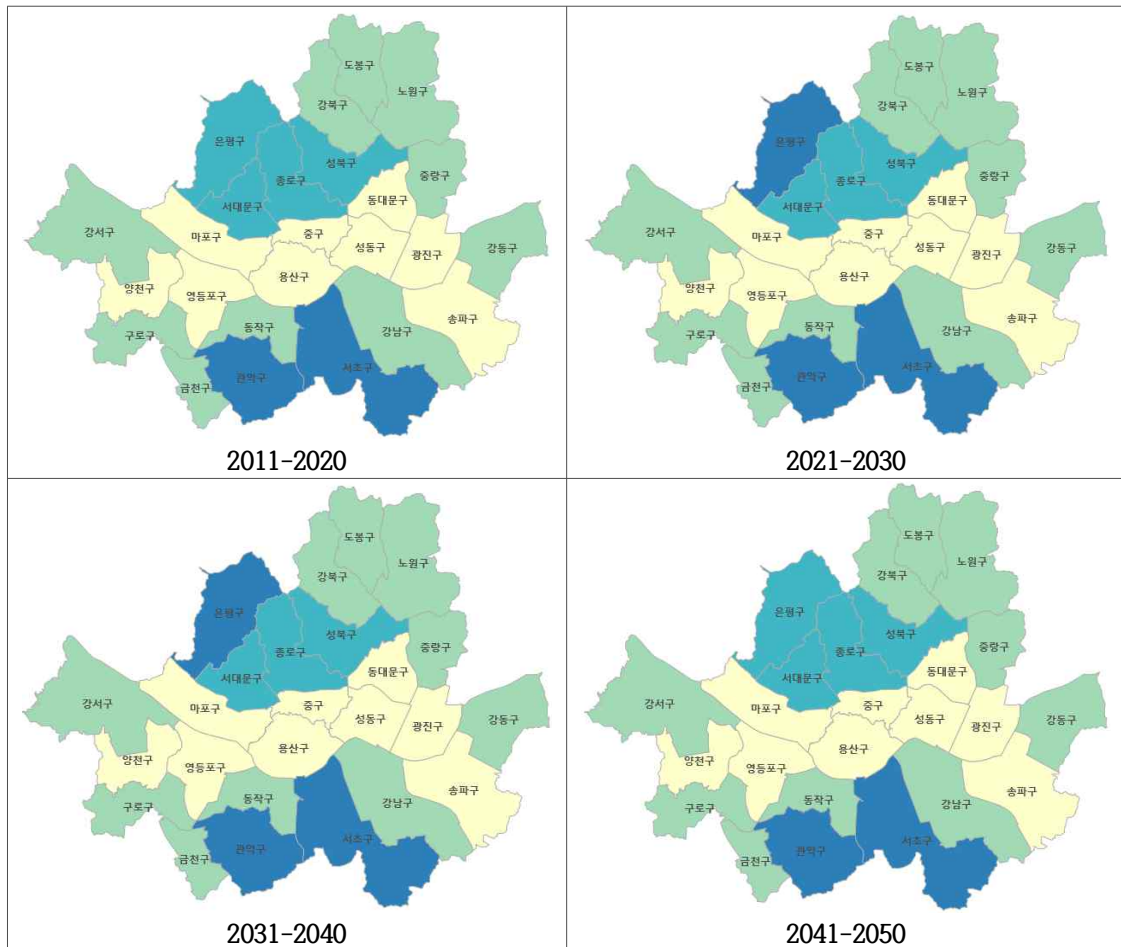 도봉구
노원구
강북구
은평구
성북구
종로구
중랑구
서대문구
동대문구
강서구
마포구
중구
성동구
광진구
강동구
용산구
양천구
영등포구
송파구
구로구
동작구
강남구
서초구
관악구
금천구
2011-2020
도봉구
노원구
강북구
은평구
성북구
종로구
중랑구
서대문구
동대문구
강서구
마포구
중구
성동구
광진구
강동구
용산구
양천구
영등포구
송파구
구로구
동작구
강남구
서초구
관악구
금천구
2021-2030
도봉구
노원구
강북구
은평구
성북구
종로구
중랑구
서대문구
동대문구
강서구
마포구
중구
성동구
광진구
강동구
용산구
양천구
영등포구
송파구
구로구
동작구
강남구
서초구
관악구
금천구
2031-2040
도봉구
노원구
강북구
은평구
성북구
종로구
중랑구
서대문구
동대문구
강서구
마포구
중구
성동구
광진구
강동구
용산구
양천구
영등포구
송파구
구로구
동작구
강남구
서초구
관악구
금천구
2041-2050